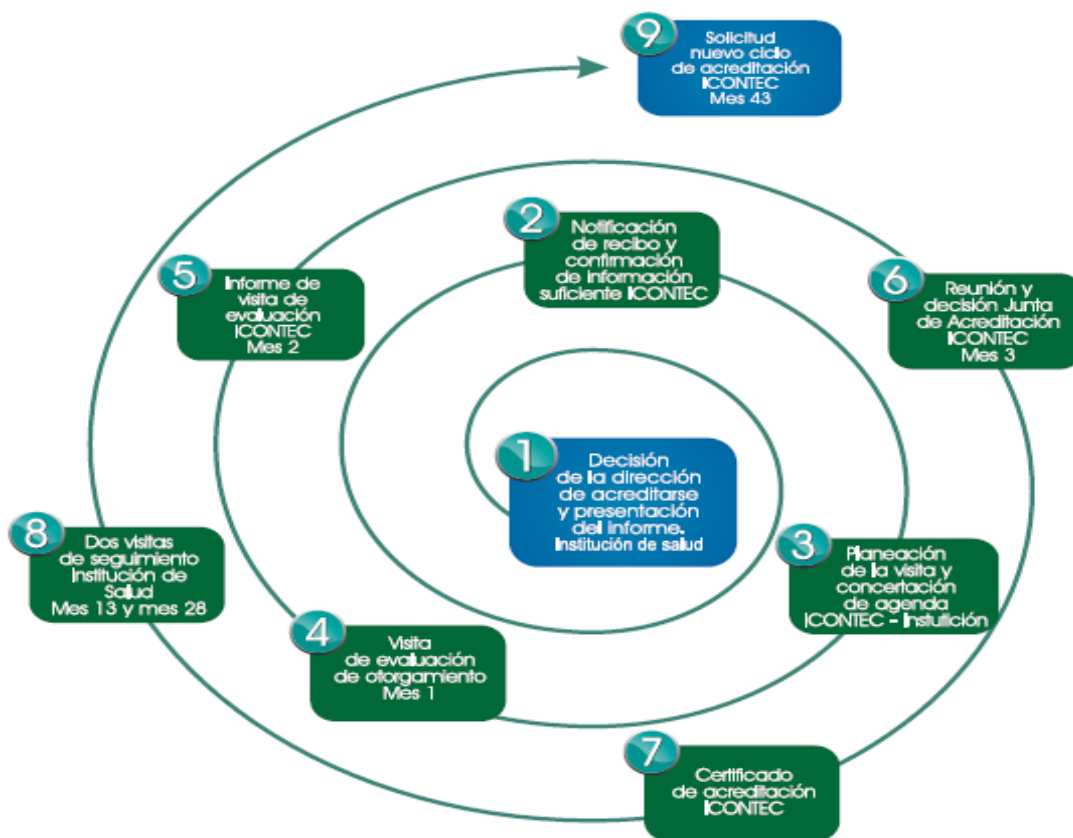 1
Decisión
de la dirección
de acreditarse
y presentación
del informe.
Institución de salud
2
Notificación
de recibo y
confirmación
de información
suficiente ICONTEC
3
Planeación
de la visita y
concertación
de agenda
ICONTEC - Instutición
4
Visita
de evaluación
de otorgamiento
Mes 1
5
Informe de
visita de
evaluación
ICONTEC
Mes 2
6
Reunión y
decisión Junta
de Acreditación
ICONTEC
Mes 3
7
Certificado
de acreditación
ICONTEC
8
Dos visitas
de seguimiento
Institución de
Salud
Mes 13 y mes 28
9
Solicitud
nuevo ciclo
de acreditación
ICONTEC
Mes 43